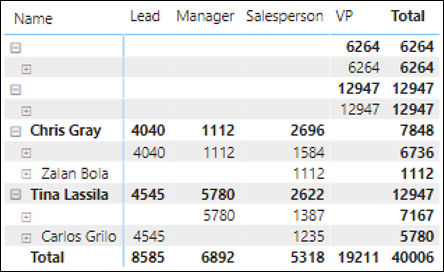 Name Lead Manager Salesperson VP Total
6264 6264
6264 6264
12947 12947
12947 12947
Chris Gray 4040 1112 2696 7848
4040 1112 1584 6736
Zalan Bola 1112 1112
Tina Lassila 4545 5780 2622 12947
5780 1387 7167
Carlos Grilo 4545 1235 5780
Total 8585 6892 5318 19211 40006